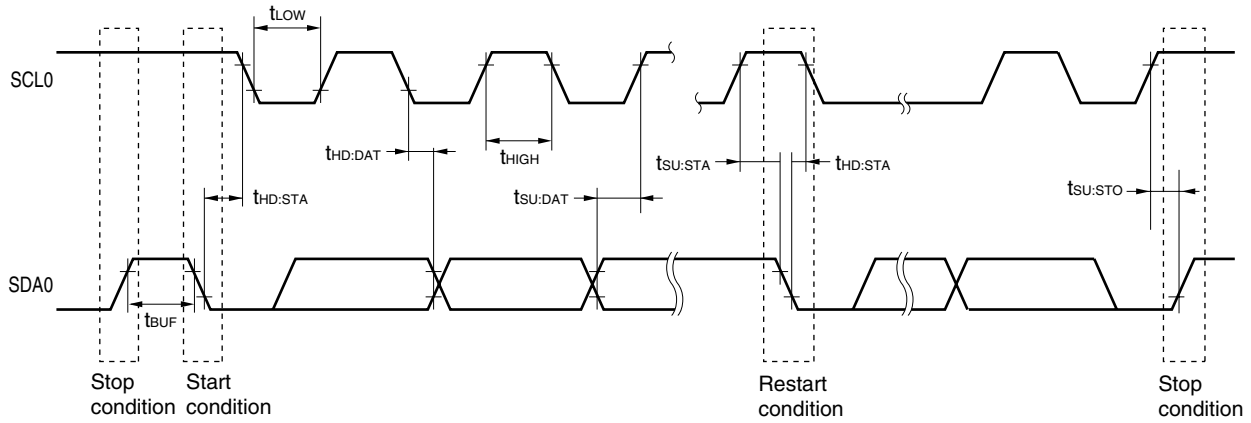 tLOW
SCL0
tHD:DAT
tHIGH
tSU:STA
tHD:STA
tHD:STA
tSU:DAT
tSU:STO
SDA0
tBUF
Stop
condition
Start
condition
Restart
condition
Stop
condition